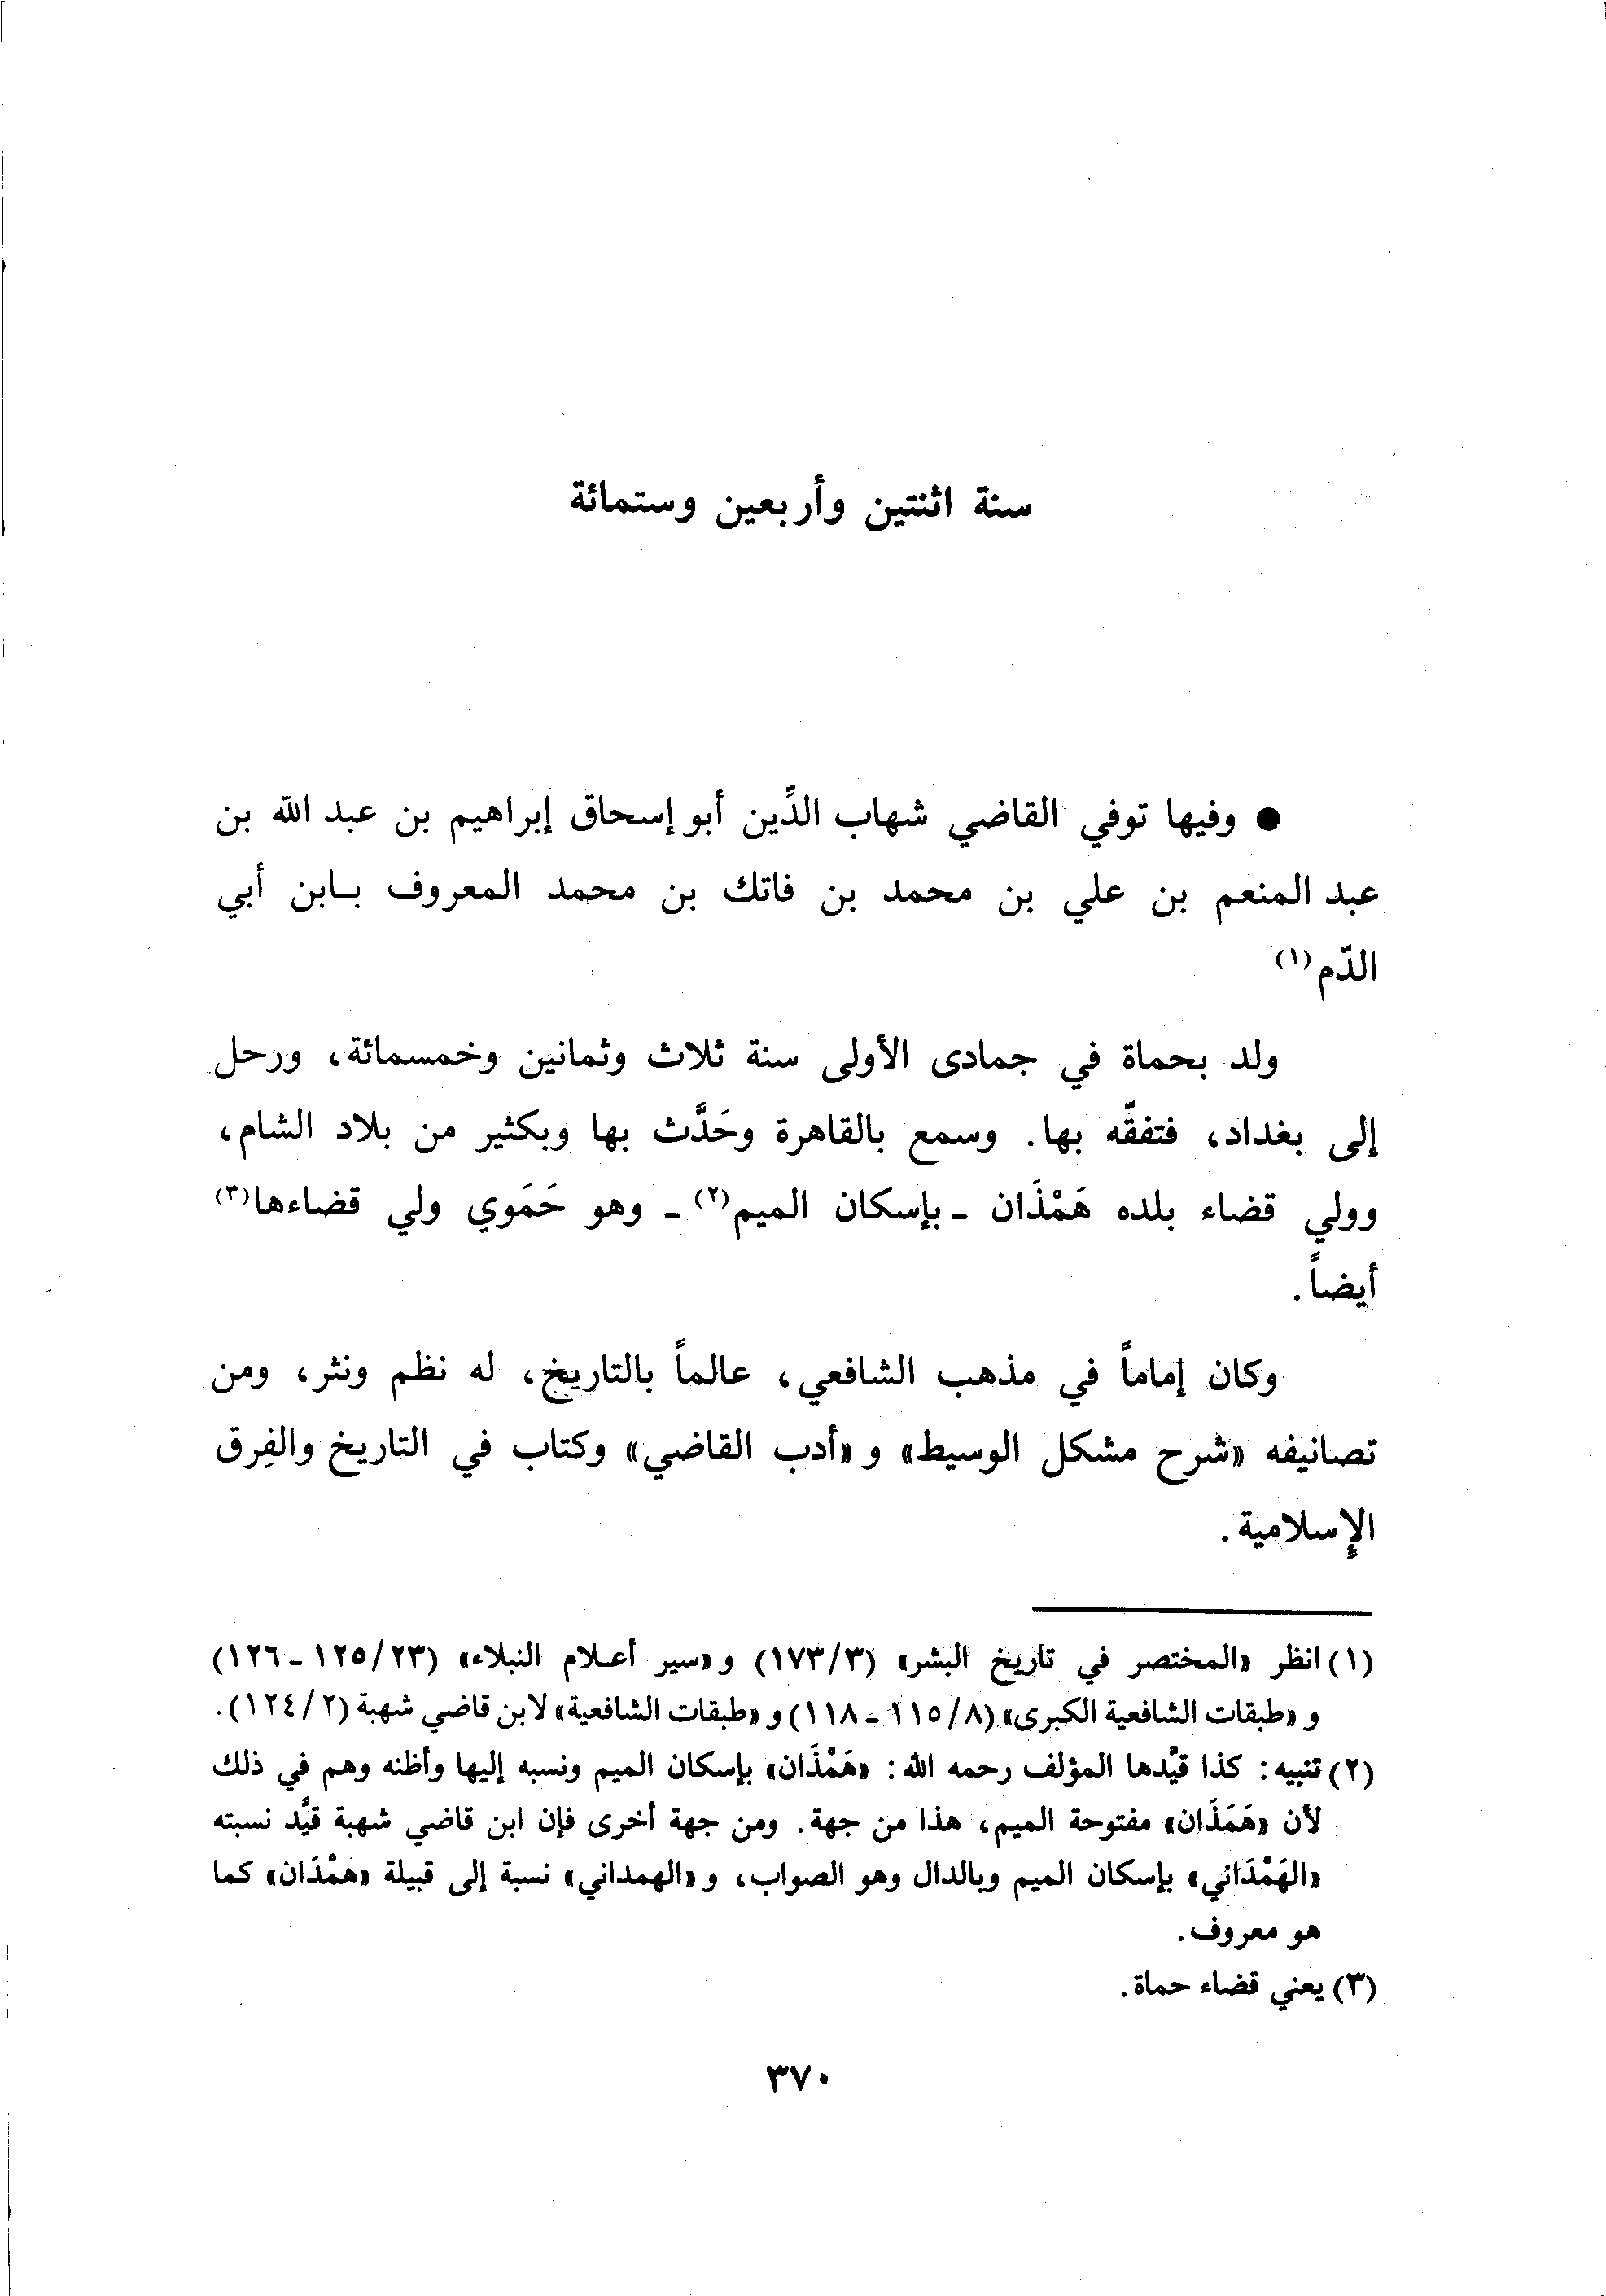 سنة اثنتين وأربعين وستمائة
● وفيها توفي القاضي شهاب الدِّين أبو إسحاق إبراهيم بن عبد الله بن
عبد المنعم بن علي بن محمد بن فاتك بن محمد المعروف بـابن أبي
الدّم(١)
ولد بحماة في جمادى الأولى سنة ثلاث وثمانين وخمسمائة، ورحل
إلى بغداد، فتفقّه بها. وسمع بالقاهرة وحَدَّث بها وبكثير من بلاد الشام،
وولي قضاء بلده هَمْذَان - بإسكان الميم(٢) - وهو حَمَوي ولي قضاءها(٣)
أيضاً.
وكان إماماً في مذهب الشافعي، عالماً بالتاريخ، له نظم ونثر، ومن
تصانيفه «شرح مشكل الوسيط» و «أدب القاضي» وكتاب في التاريخ والفِرق
الإِسلامية.
(١) انظر «المختصر في تاريخ البشر» (١٧٣/٣) و «سير أعـلام النبلاء» (١٢٥/٢٣ - ١٢٦)
و «طبقات الشافعية الكبرى» (١١٥/٨ - ١١٨) و «طبقات الشافعية» لابن قاضي شهبة (١٢٤/٢).
(٢) تنبيه: كذا قيَّدها المؤلف رحمه الله: «هَمْذَان» بإسكان الميم ونسبه إليها وأظنه وهم في ذلك
لأن «هَمَذَان» مفتوحة الميم، هذا من جهة. ومن جهة أخرى فإن ابن قاضي شهبة قيَّد نسبته
«الهَمْدَاني» بإسكان الميم وبالدال وهو الصواب، و «الهمداني» نسبة إلى قبيلة «همْدَان» كما
هو معروف.
(٣) يعني قضاء حماة.
٣٧٠